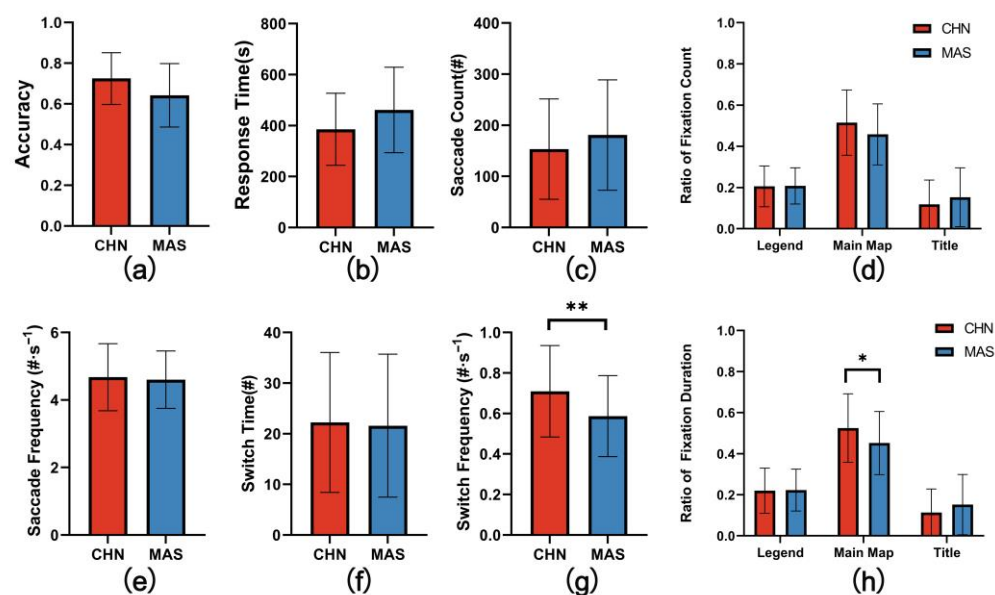 Accuracy
1.0
0.8
0.6
0.4
0.2
0.0
CHN MAS
(a)
Response Time(s)
800
600
400
200
0
CHN MAS
(b)
Saccade Count(#)
400
300
200
100
0
CHN MAS
(c)
Ratio of Fixation Count
1.0
0.8
0.6
0.4
0.2
0.0
CHN
MAS
Legend Main Map Title
(d)
Saccade Frequency (#·s⁻¹)
6
4
2
0
CHN MAS
(e)
Switch Time(#)
40
30
20
10
0
CHN MAS
(f)
Switch Frequency (#·s⁻¹)
1.0
0.8
0.6
0.4
0.2
0.0
**
CHN MAS
(g)
Ratio of Fixation Duration
1.0
0.8
0.6
0.4
0.2
0.0
*
CHN
MAS
Legend Main Map Title
(h)